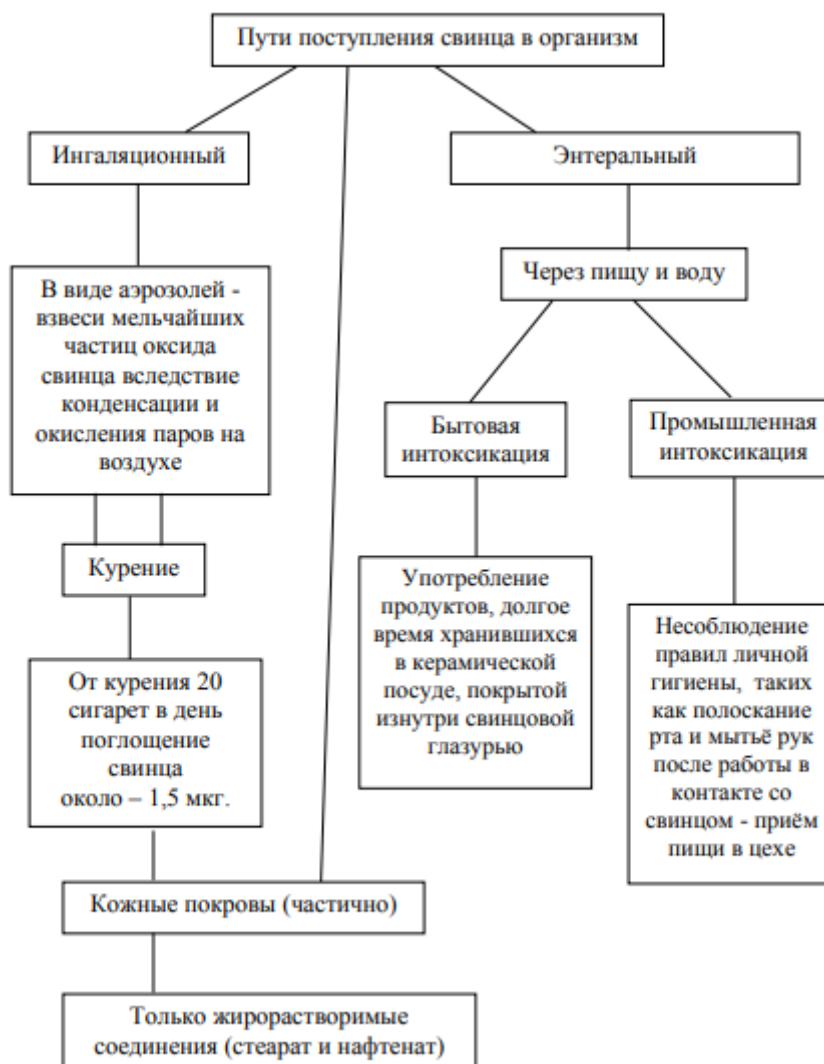 Пути поступления свинца в организм
Ингаляционный
Энтеральный
В виде аэрозолей -
взвеси мельчайших
частиц оксида
свинца вследствие
конденсации и
окисления паров на
воздухе
Через пищу и воду
Бытовая
интоксикация
Промышленная
интоксикация
Курение
Употребление
продуктов, долгое
время хранившихся
в керамической
посуде, покрытой
изнутри свинцовой
глазурью
Несоблюдение
правил личной
гигиены, таких
как полоскание
рта и мытьё рук
после работы в
контакте со
свинцом - приём
пищи в цехе
От курения 20
сигарет в день
поглощение
свинца
около – 1,5 мкг.
Кожные покровы (частично)
Только жирорастворимые
соединения (стеарат и нафтенат)